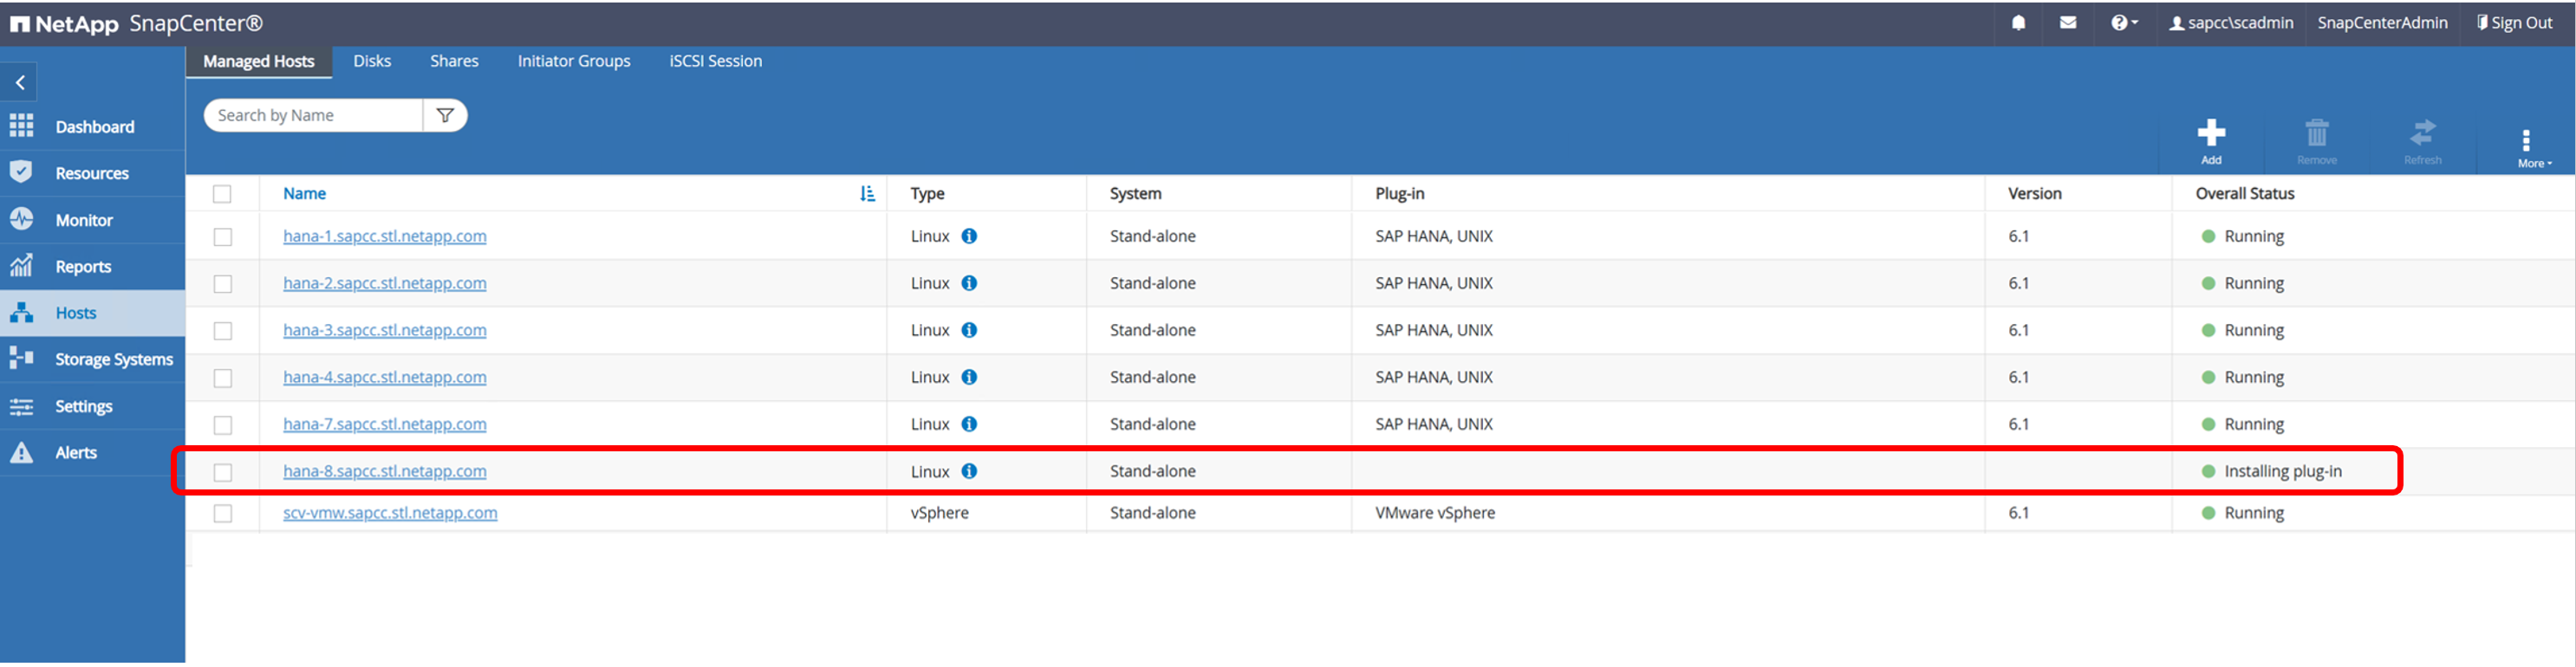 NetApp SnapCenter® sapcc\scadmin SnapCenterAdmin Sign Out
Managed Hosts Disks Shares Initiator Groups iSCSI Session
Search by Name
Dashboard
Resources
Monitor
Reports
Hosts
Storage Systems
Settings
Alerts
Add Remove Refresh More
Name Type System Plug-in Version Overall Status
hana-1.sapcc.stl.netapp.com Linux Stand-alone SAP HANA, UNIX 6.1 Running
hana-2.sapcc.stl.netapp.com Linux Stand-alone SAP HANA, UNIX 6.1 Running
hana-3.sapcc.stl.netapp.com Linux Stand-alone SAP HANA, UNIX 6.1 Running
hana-4.sapcc.stl.netapp.com Linux Stand-alone SAP HANA, UNIX 6.1 Running
hana-7.sapcc.stl.netapp.com Linux Stand-alone SAP HANA, UNIX 6.1 Running
hana-8.sapcc.stl.netapp.com Linux Stand-alone Installing plug-in
scv-vmw.sapcc.stl.netapp.com vSphere Stand-alone VMware vSphere 6.1 Running